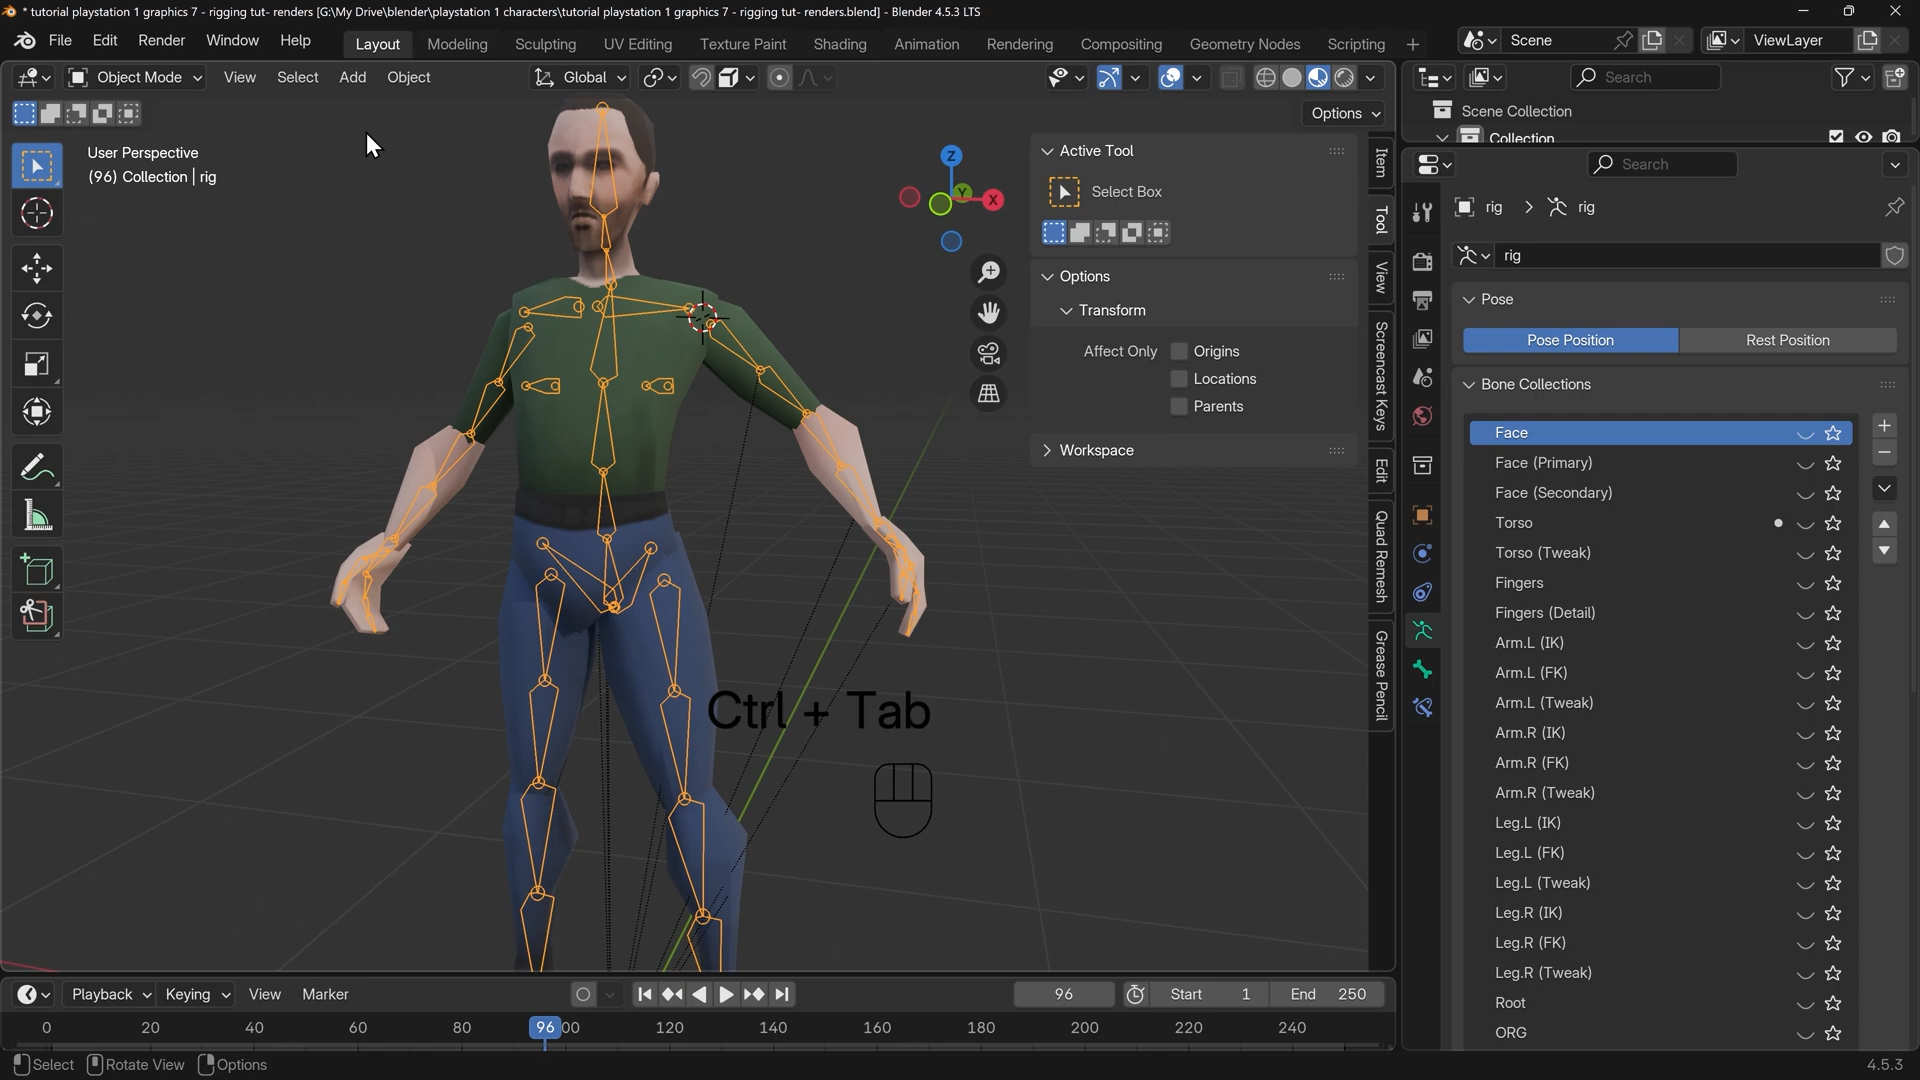 * tutorial playstation 1 graphics 7 - rigging tut- renders [G:\My Drive\blender\playstation 1 characters\tutorial playstation 1 graphics 7 - rigging tut- renders.blend] - Blender 4.5.3 LTS
File Edit Render Window Help Layout Modeling Sculpting UV Editing Texture Paint Shading Animation Rendering Compositing Geometry Nodes Scripting + Scene ViewLayer
Object Mode View Select Add Object Global Search
Options
Scene Collection
Collection
User Perspective
(96) Collection | rig
Z
Y
X
Active Tool
Select Box
Options
Transform
Affect Only Origins
Locations
Parents
Workspace
Item
Tool
View
Screencast Keys
Edit
Quad Remesh
Grease Pencil
Search
rig > rig
rig
Pose
Pose Position Rest Position
Bone Collections
Face
Face (Primary)
Face (Secondary)
Torso
Torso (Tweak)
Fingers
Fingers (Detail)
Arm.L (IK)
Arm.L (FK)
Arm.L (Tweak)
Arm.R (IK)
Arm.R (FK)
Arm.R (Tweak)
Leg.L (IK)
Leg.L (FK)
Leg.L (Tweak)
Leg.R (IK)
Leg.R (FK)
Leg.R (Tweak)
Root
ORG
Ctrl + Tab
Playback Keying View Marker 96 Start 1 End 250
0 20 40 60 80 96 00 120 140 160 180 200 220 240
Select Rotate View Options 4.5.3